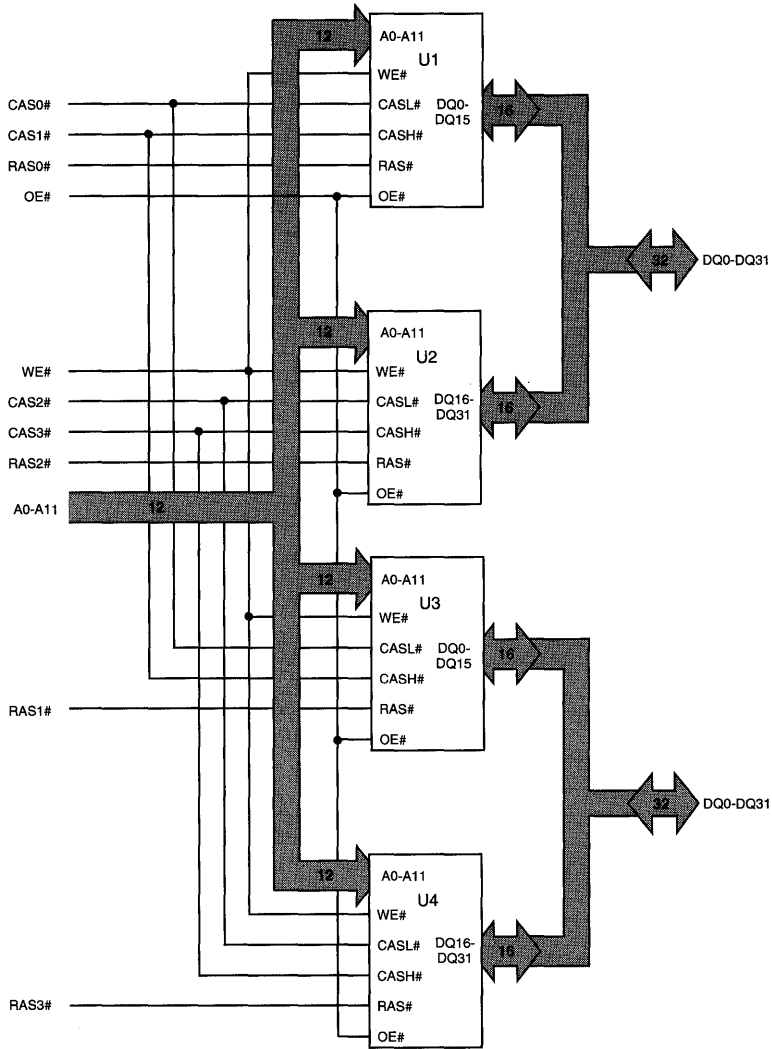 12
A0-A11
U1
WE#
CAS0#
CASL#
DQ0-
DQ15
16
CAS1#
CASH#
RAS0#
RAS#
OE#
OE#
32
DQ0-DQ31
12
A0-A11
U2
WE#
WE#
CAS2#
CASL#
DQ16-
DQ31
16
CAS3#
CASH#
RAS2#
RAS#
OE#
A0-A11
12
12
A0-A11
U3
WE#
CASL#
DQ0-
DQ15
16
CASH#
RAS1#
RAS#
OE#
32
DQ0-DQ31
12
A0-A11
U4
WE#
CASL#
DQ16-
DQ31
16
CASH#
RAS3#
RAS#
OE#